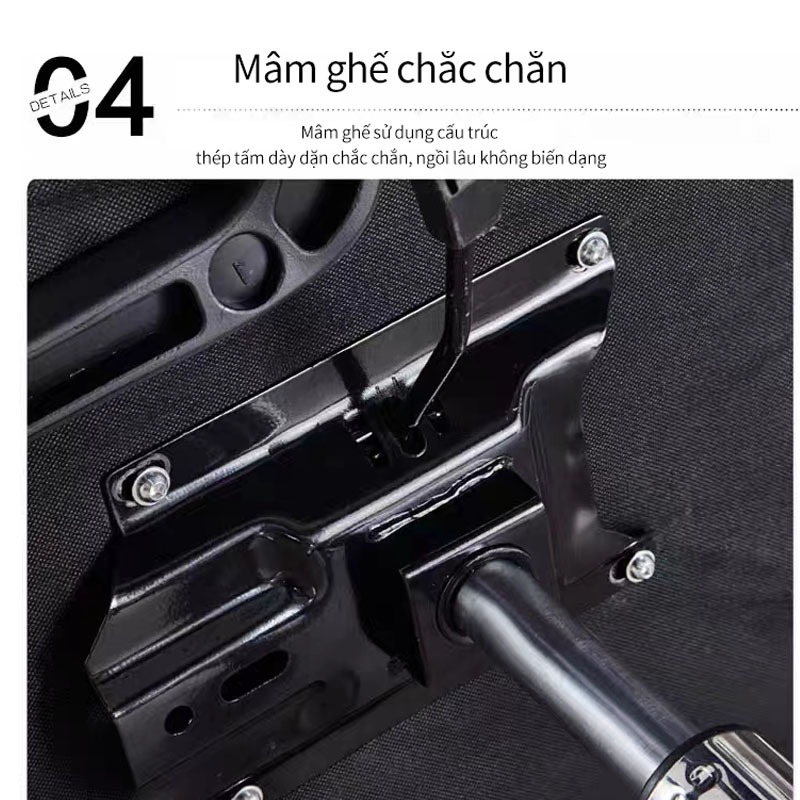 04
DETAILS
Mâm ghế chắc chắn
Mâm ghế sử dụng cấu trúc
thép tấm dày dặn chắc chắn, ngồi lâu không biến dạng